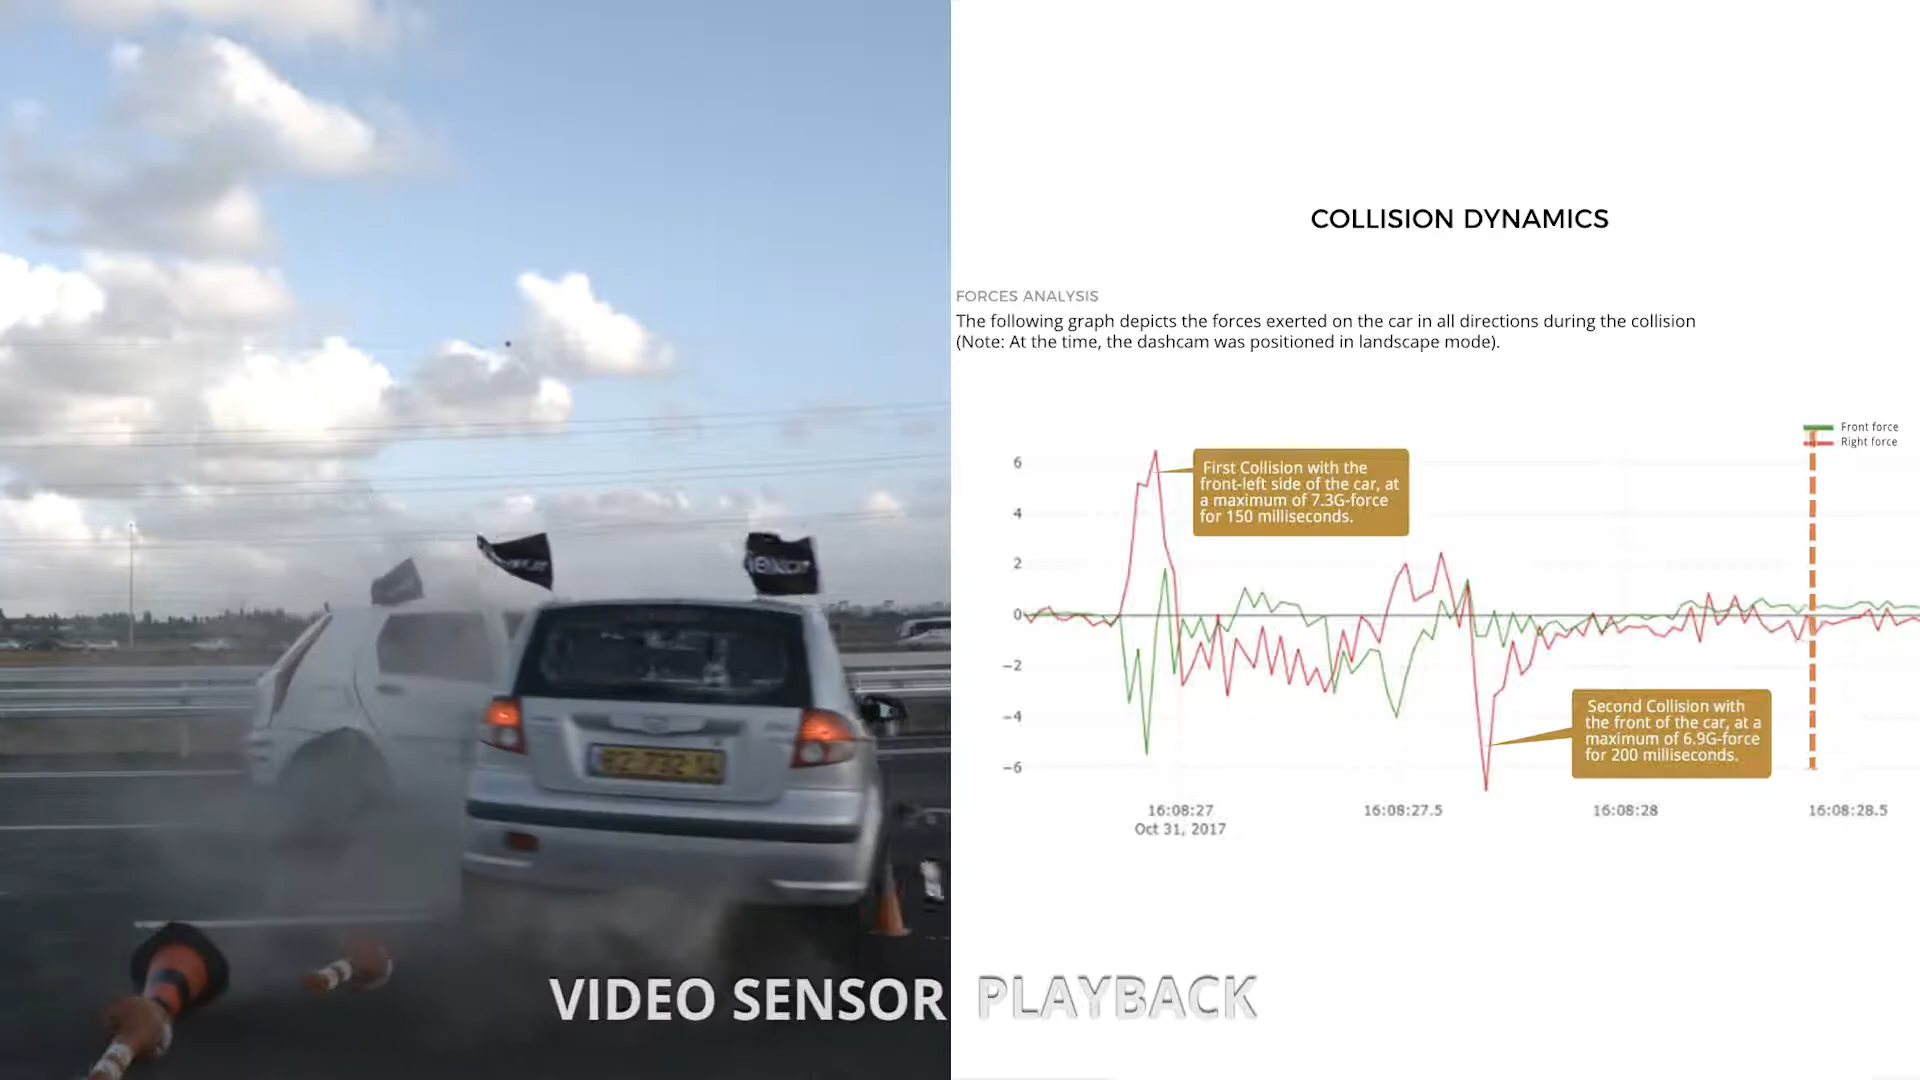 COLLISION DYNAMICS
FORCES ANALYSIS
The following graph depicts the forces exerted on the car in all directions during the collision
(Note: At the time, the dashcam was positioned in landscape mode).
Front force
Right force
6
4
2
0
−2
−4
−6
First Collision with the
front-left side of the car, at
a maximum of 7.3G-force
for 150 milliseconds.
Second Collision with
the front of the car, at a
maximum of 6.9G-force
for 200 milliseconds.
16:08:27
Oct 31, 2017
16:08:27.5
16:08:28
16:08:28.5
VIDEO SENSOR PLAYBACK